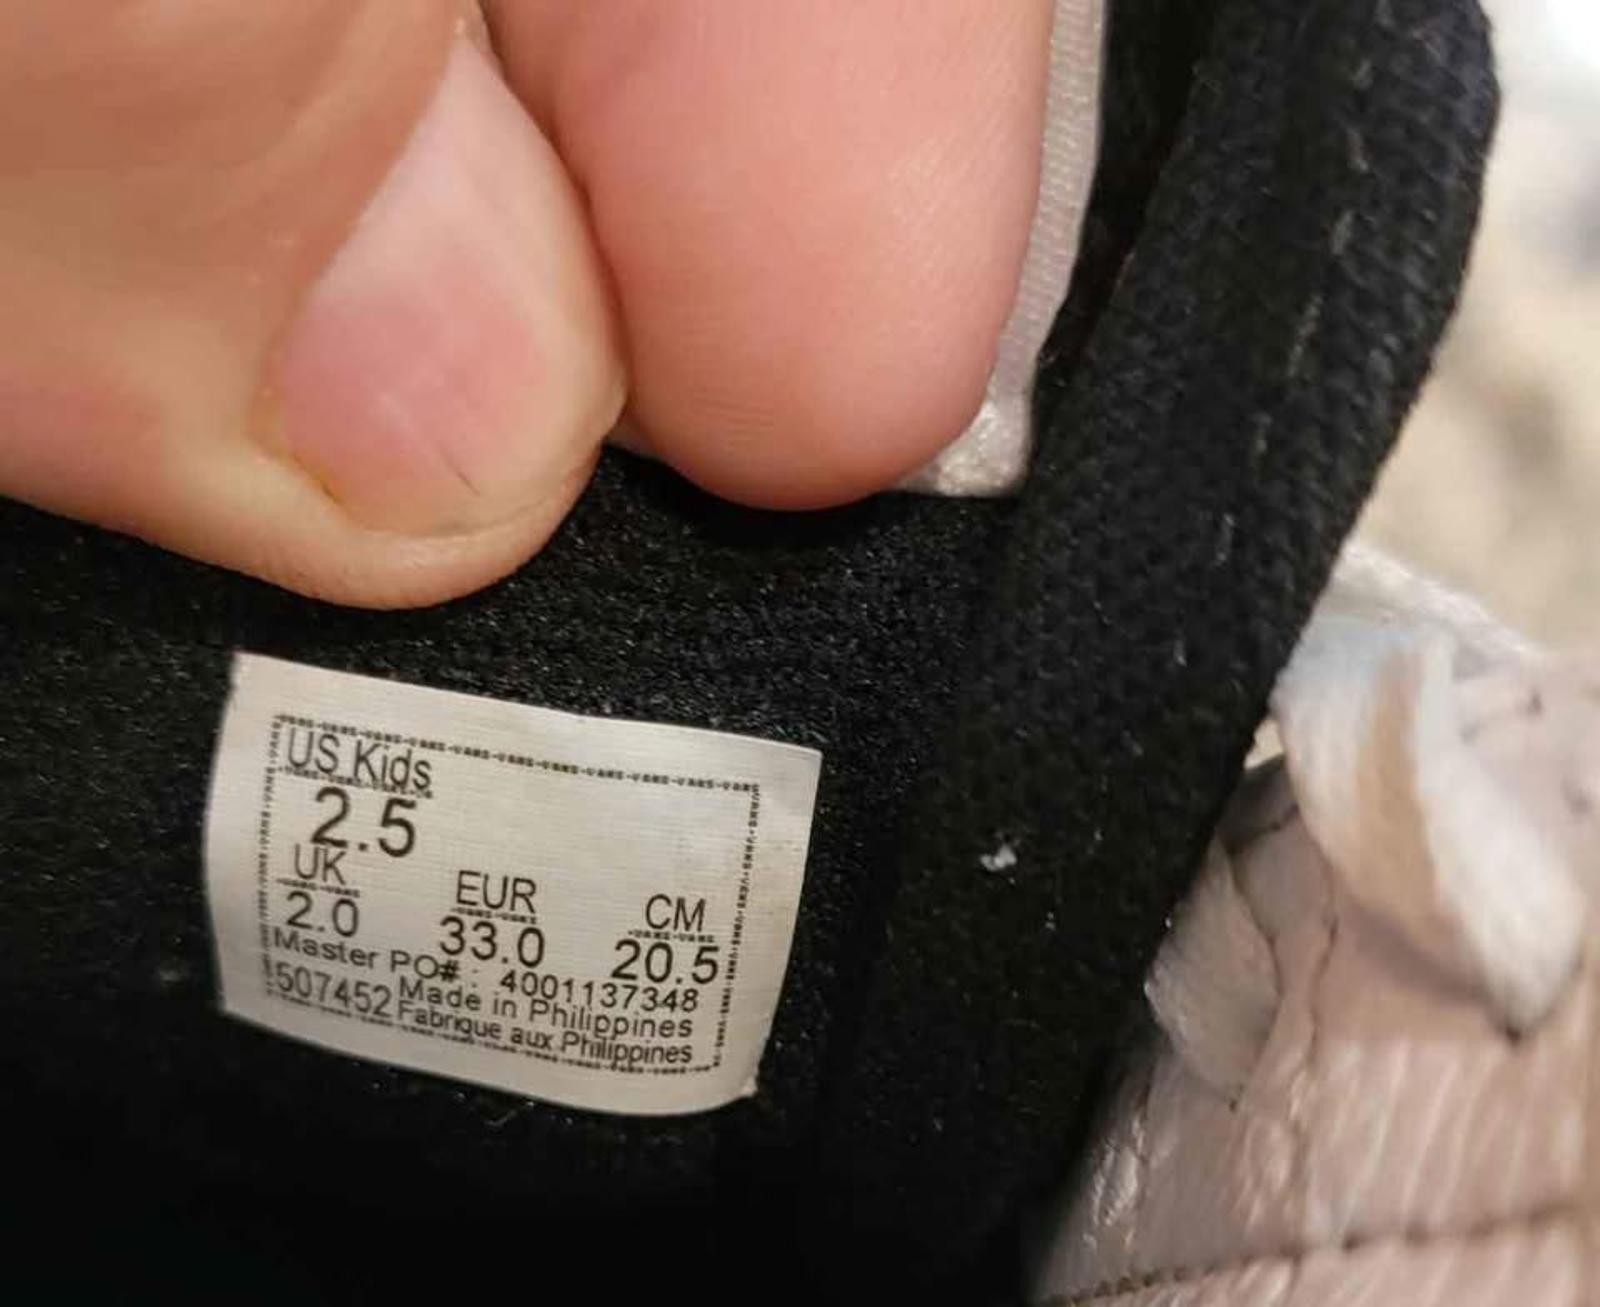 US Kids
2.5
UK EUR CM
2.0 33.0 20.5
Master PO# : 4001137348
507452 Made in Philippines
Fabrique aux Philippines